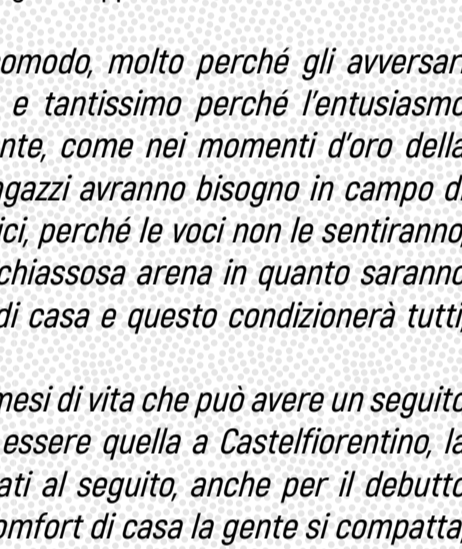 omodo, molto perché gli avversari
e tantissimo perché l'entusiasmo
nte, come nei momenti d'oro della
agazzi avranno bisogno in campo di
ici, perché le voci non le sentiranno,
chiassosa arena in quanto saranno
di casa e questo condizionerà tutti,
mesi di vita che può avere un seguito
essere quella a Castelfiorentino, la
ati al seguito, anche per il debutto
omfort di casa la gente si compatta,